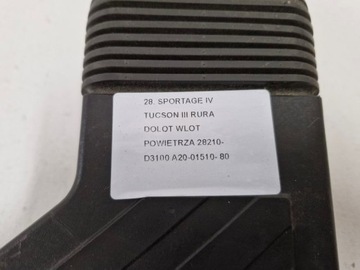 28. SPORTAGE IV
TUCSON III RURA
DOLOT WLOT
POWIETRZA 28210-
D3100 A20-01510- 80